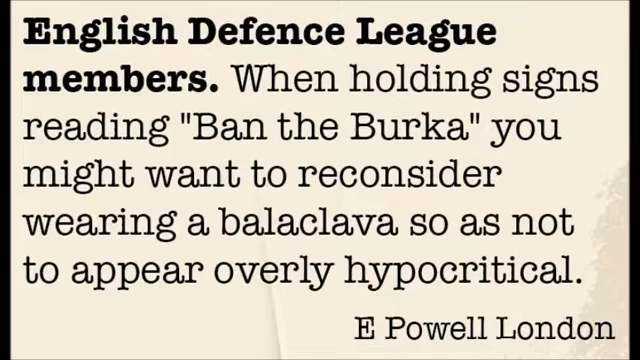 English Defence League
members. When holding signs
reading "Ban the Burka" you
might want to reconsider
wearing a balaclava so as not
to appear overly hypocritical.
E Powell London